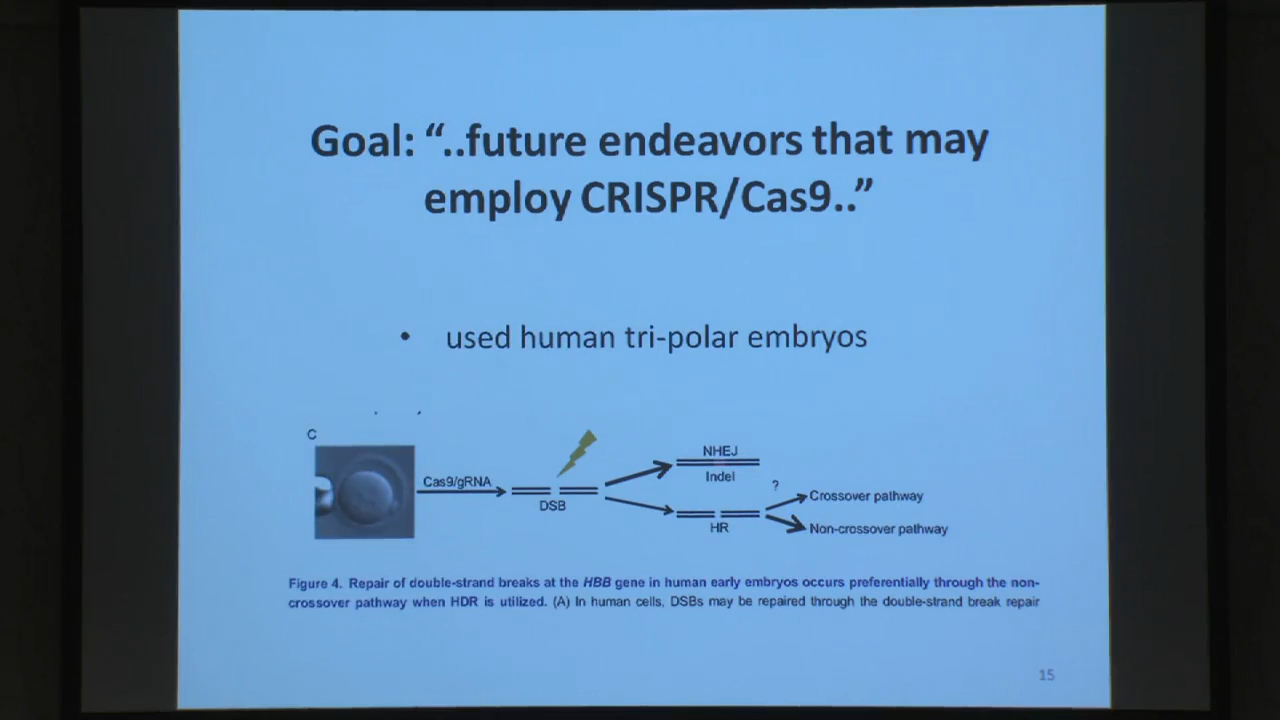 Goal: “..future endeavors that may
employ CRISPR/Cas9..”
• used human tri-polar embryos
C
Cas9/gRNA
DSB
NHEJ
Indel
HR
?
Crossover pathway
Non-crossover pathway
Figure 4. Repair of double-strand breaks at the HBB gene in human early embryos occurs preferentially through the non-
crossover pathway when HDR is utilized. (A) In human cells, DSBs may be repaired through the double-strand break repair
15